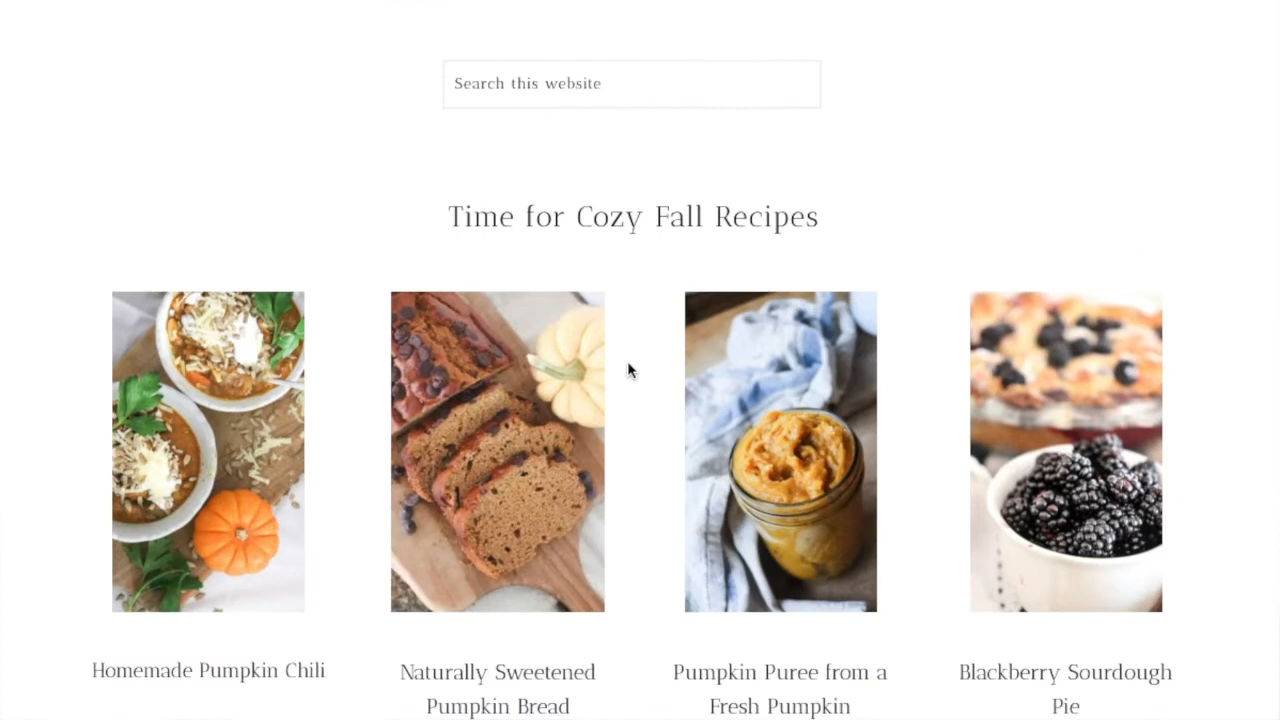 Search this website
Time for Cozy Fall Recipes
Homemade Pumpkin Chili
Naturally Sweetened
Pumpkin Bread
Pumpkin Puree from a
Fresh Pumpkin
Blackberry Sourdough
Pie